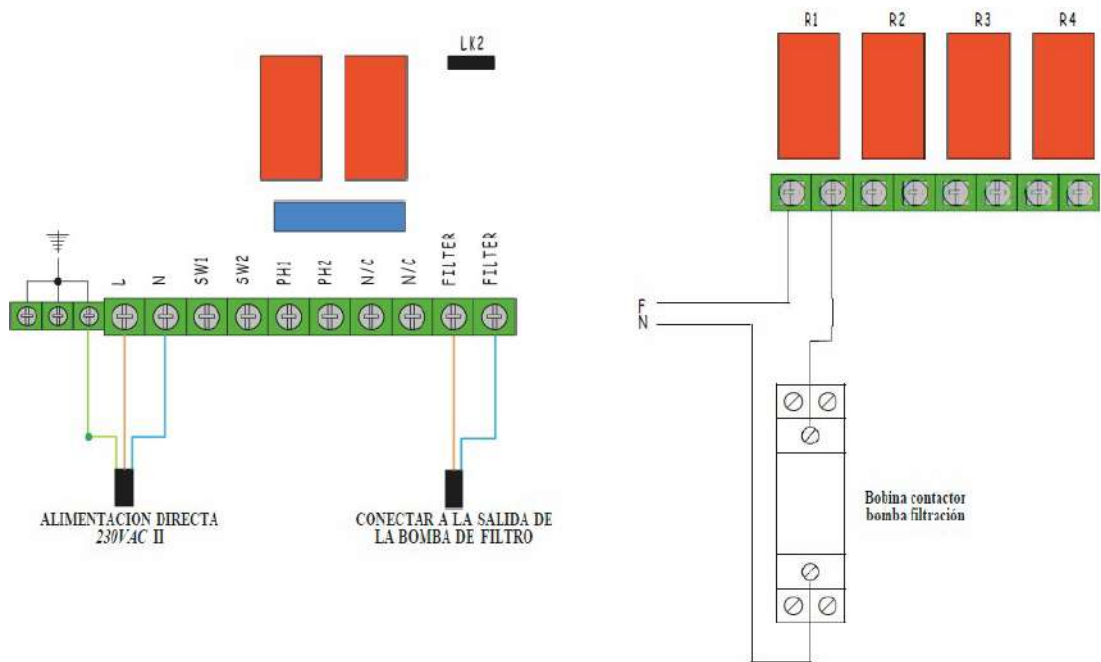 LK2
L
N
SW1
SW2
PH1
PH2
N/C
N/C
FILTER
FILTER
ALIMENTACION DIRECTA
230VAC II
CONECTAR A LA SALIDA DE
LA BOMBA DE FILTRO
R1
R2
R3
R4
F
N
Bobina contactor
bomba filtración